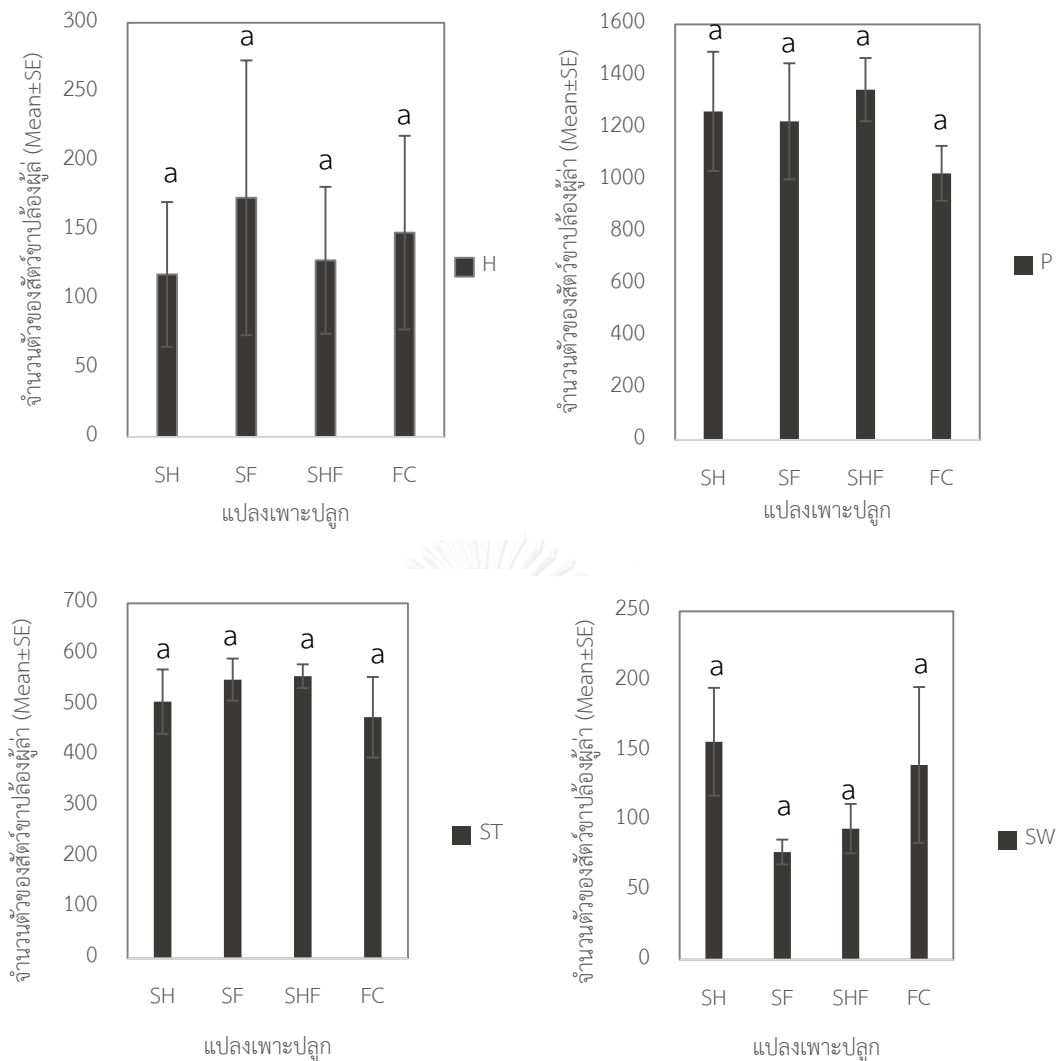 จำนวนตัวของสัตว์ขาปล้องผู้ล่ (Mean±SE)
300
250
200
150
100
50
0
a
a
a
a
SH SF SHF FC
แปลงเพาะปลูก
H
จำนวนตัวของสัตว์ขาปล้องผู้ล่า (Mean±SE)
1600
1400
1200
1000
800
600
400
200
0
a
a
a
a
SH SF SHF FC
แปลงเพาะปลูก
P
จำนวนตัวของสัตว์ขาปล้องผู้ล่า (Mean±SE)
700
600
500
400
300
200
100
0
a
a
a
a
SH SF SHF FC
แปลงเพาะปลูก
ST
จำนวนตัวของสัตว์ขาปล้องผู้ล่า (Mean±SE)
250
200
150
100
50
0
a
a
a
a
SH SF SHF FC
แปลงเพาะปลูก
SW